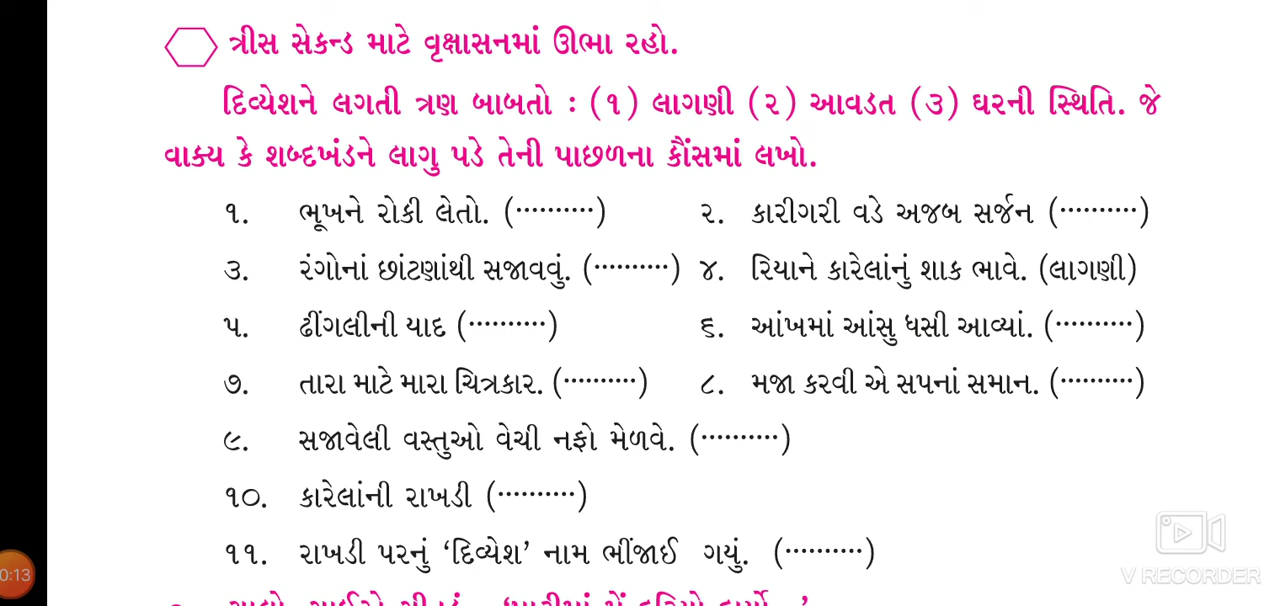 ત્રીસ સેકન્ડ માટે વૃક્ષાસનમાં ઊભા રહો.
દિવ્યેશને લગતી ત્રણ બાબતો : (૧) લાગણી (૨) આવડત (૩) ઘરની સ્થિતિ. જે
વાક્ય કે શબ્દખંડને લાગુ પડે તેની પાછળના કૌંસમાં લખો.
૧. ભૂખને રોકી લેતો. (··········) ૨. કારીગરી વડે અજબ સર્જન (··········)
૩. રંગોનાં છાંટણાંથી સજાવવું. (··········) ૪. રિયાને કારેલાંનું શાક ભાવે. (લાગણી)
૫. ઢીંગલીની યાદ (··········) ૬. આંખમાં આંસુ ધસી આવ્યાં. (··········)
૭. તારા માટે મારા ચિત્રકાર. (··········) ૮. મજા કરવી એ સપનાં સમાન. (··········)
૯. સજાવેલી વસ્તુઓ વેચી નફો મેળવે. (··········)
૧૦. કારેલાંની રાખડી (··········)
૧૧. રાખડી પરનું ‘દિવ્યેશ’ નામ ભીંજાઈ ગયું. (··········)
0:13
V RECORDER